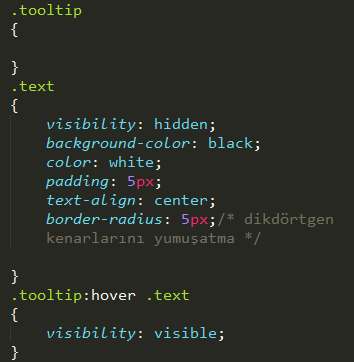 .tooltip
{

}
.text
{
    visibility: hidden;
    background-color: black;
    color: white;
    padding: 5px;
    text-align: center;
    border-radius: 5px;/* dikdörtgen
    kenarlarını yumuşatma */

}
.tooltip:hover .text
{
    visibility: visible;
}